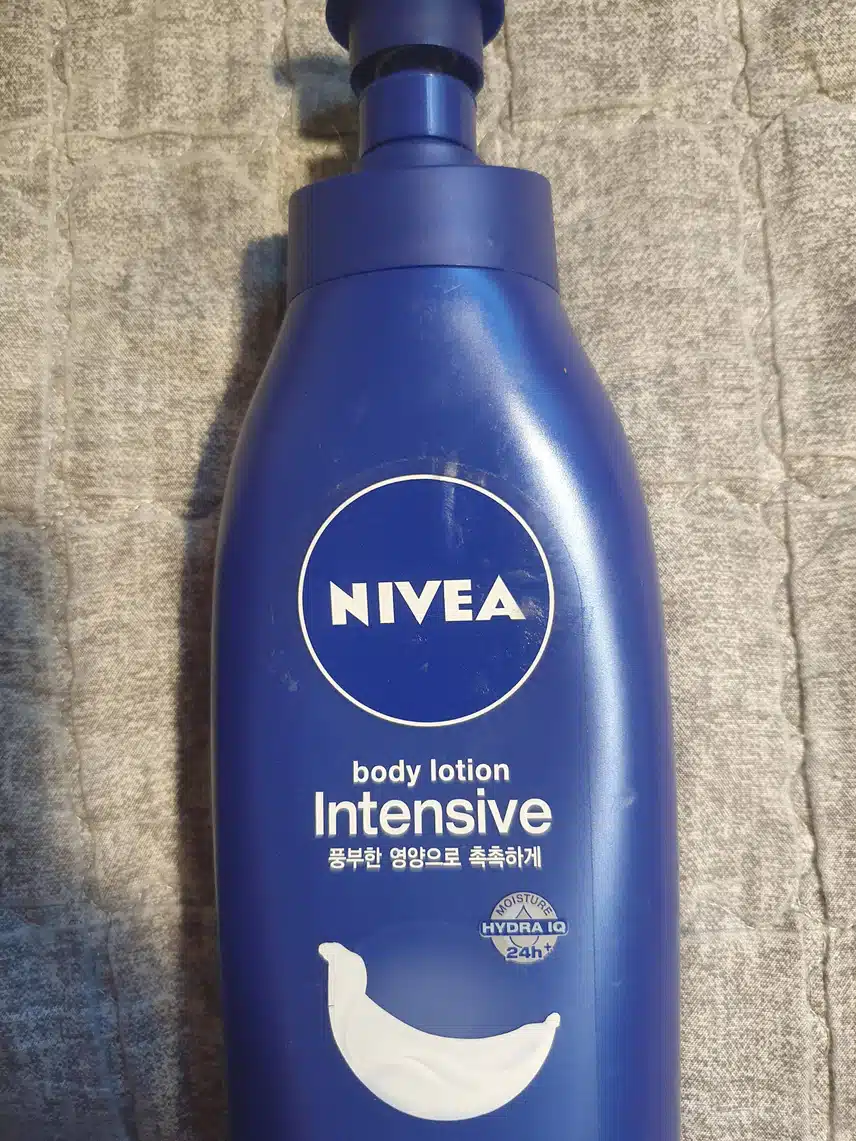 NIVEA
body lotion
Intensive
풍부한 영양으로 촉촉하게
MOISTURE
HYDRA IQ
24h+